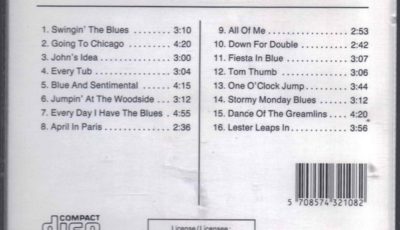 1. Swingin' The Blues ........ 3:10
2. Going To Chicago ......... 4:20
3. John's Idea ................ 3:00
4. Every Tub ................. 3:04
5. Blue And Sentimental ..... 4:15
6. Jumpin' At The Woodside ... 3:12
7. Every Day I Have The Blues . 4:55
8. April In Paris .............. 2:36
9. All Of Me .................. 2:53
10. Down For Double .......... 2:42
11. Fiesta In Blue .............. 3:07
12. Tom Thumb ............... 3:06
13. One O'Clock Jump ......... 3:44
14. Stormy Monday Blues ...... 3:12
15. Dance Of The Greamlins ... 4:20
16. Lester Leaps In ............ 3:56
5 708574 321082
COMPACT
disc
License / Licensee: